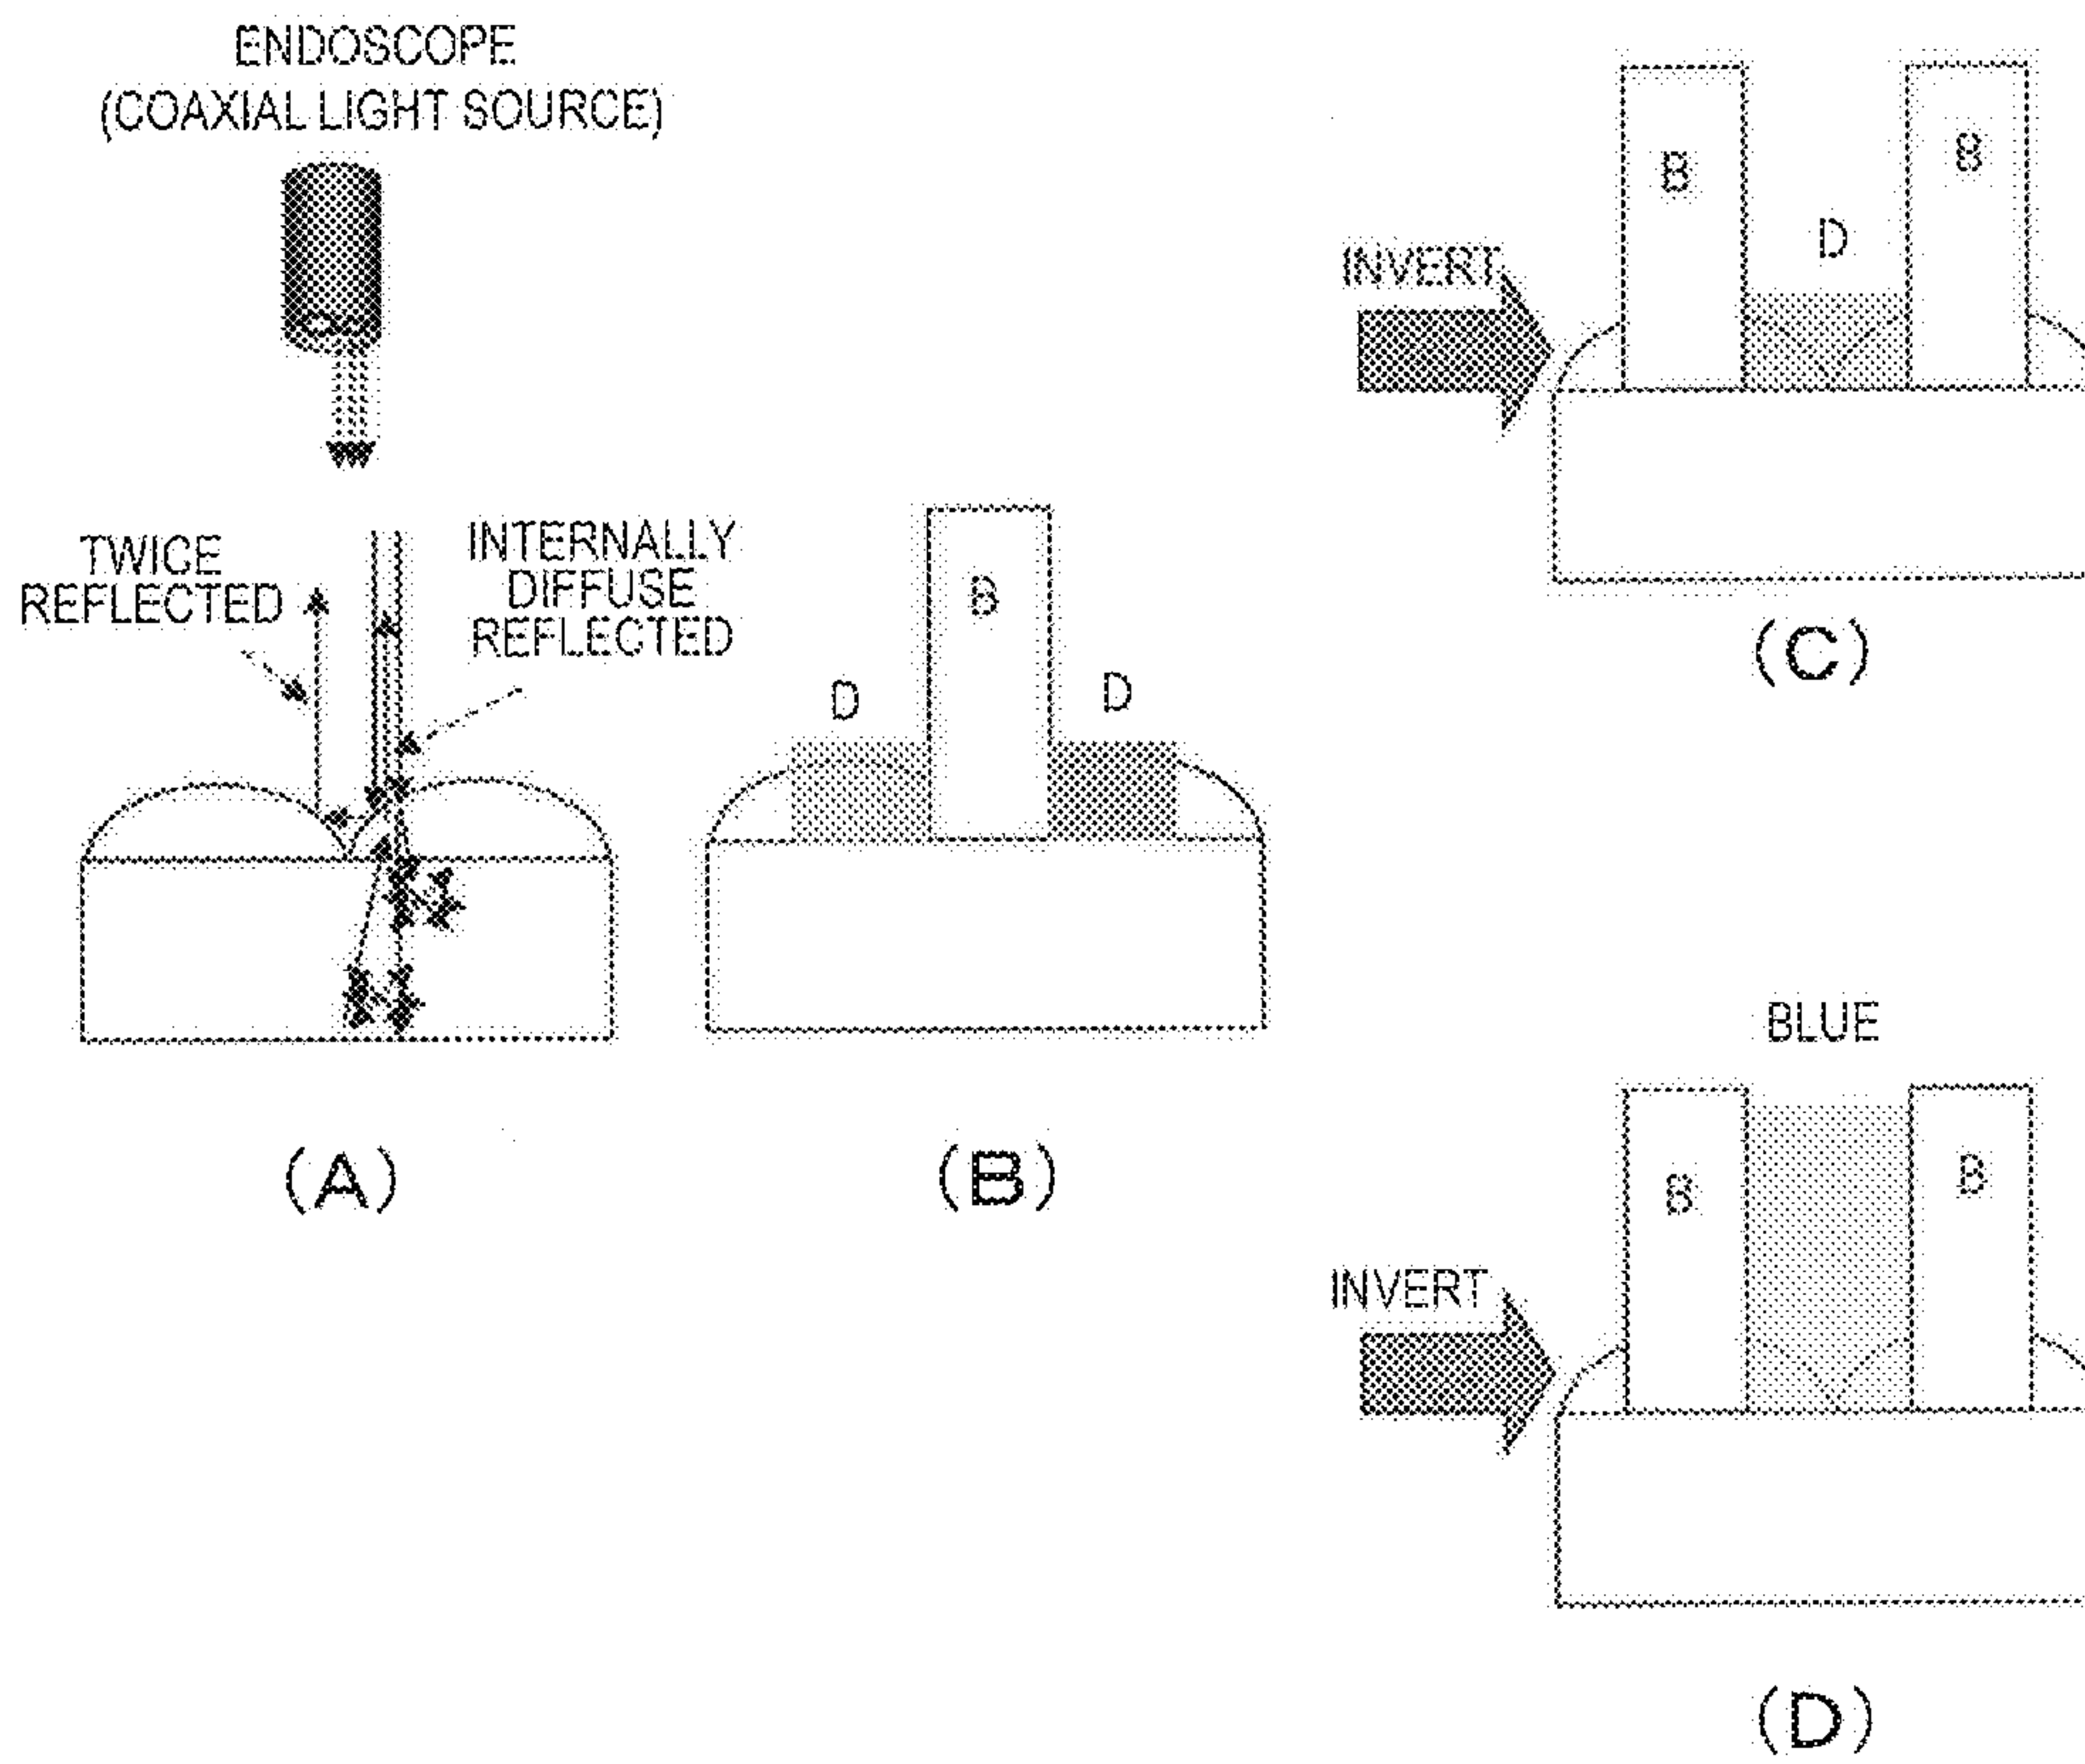 ENDOSCOPE
(COAXIAL LIGHT SOURCE)
TWICE
REFLECTED
INTERNALLY
DIFFUSE
REFLECTED
(A)
B
D
D
(B)
INVERT
B
B
D
(C)
BLUE
INVERT
B
B
(D)